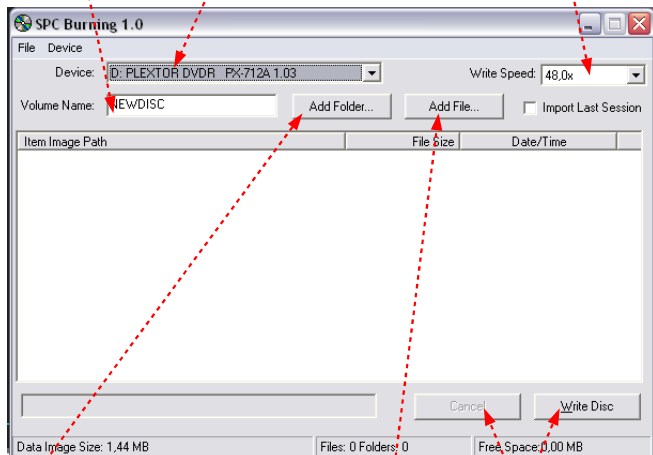 SPC Burning 1.0
File Device
Device: D: PLEXTOR DVDR PX-712A 1.03 Write Speed: 48,0x
Volume Name: NEWDISC Add Folder... Add File... Import Last Session
Item Image Path File Size Date/Time
Cancel Write Disc
Data Image Size: 1,44 MB Files: 0 Folders: 0 Free Space:0,00 MB